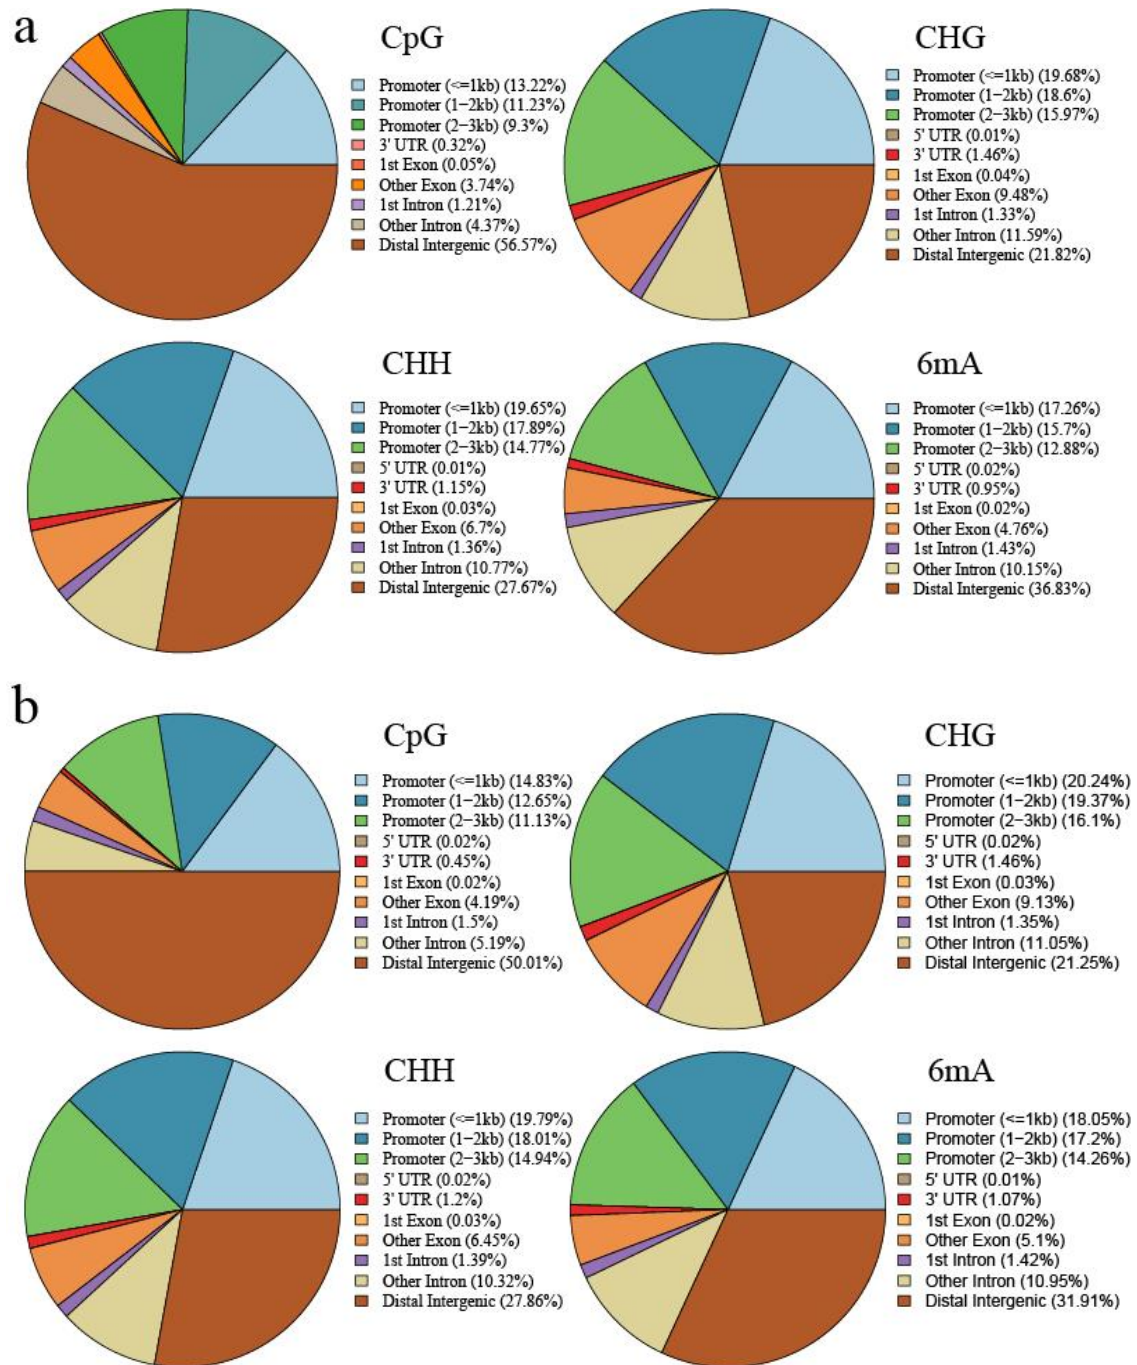 a
CpG
Promoter (<=1kb) (13.22%)
Promoter (1−2kb) (11.23%)
Promoter (2−3kb) (9.3%)
3' UTR (0.32%)
1st Exon (0.05%)
Other Exon (3.74%)
1st Intron (1.21%)
Other Intron (4.37%)
Distal Intergenic (56.57%)
CHG
Promoter (<=1kb) (19.68%)
Promoter (1−2kb) (18.6%)
Promoter (2−3kb) (15.97%)
5' UTR (0.01%)
3' UTR (1.46%)
1st Exon (0.04%)
Other Exon (9.48%)
1st Intron (1.33%)
Other Intron (11.59%)
Distal Intergenic (21.82%)
CHH
Promoter (<=1kb) (19.65%)
Promoter (1−2kb) (17.89%)
Promoter (2−3kb) (14.77%)
5' UTR (0.01%)
3' UTR (1.15%)
1st Exon (0.03%)
Other Exon (6.7%)
1st Intron (1.36%)
Other Intron (10.77%)
Distal Intergenic (27.67%)
6mA
Promoter (<=1kb) (17.26%)
Promoter (1−2kb) (15.7%)
Promoter (2−3kb) (12.88%)
5' UTR (0.02%)
3' UTR (0.95%)
1st Exon (0.02%)
Other Exon (4.76%)
1st Intron (1.43%)
Other Intron (10.15%)
Distal Intergenic (36.83%)
b
CpG
Promoter (<=1kb) (14.83%)
Promoter (1−2kb) (12.65%)
Promoter (2−3kb) (11.13%)
5' UTR (0.02%)
3' UTR (0.45%)
1st Exon (0.02%)
Other Exon (4.19%)
1st Intron (1.5%)
Other Intron (5.19%)
Distal Intergenic (50.01%)
CHG
Promoter (<=1kb) (20.24%)
Promoter (1−2kb) (19.37%)
Promoter (2−3kb) (16.1%)
5' UTR (0.02%)
3' UTR (1.46%)
1st Exon (0.03%)
Other Exon (9.13%)
1st Intron (1.35%)
Other Intron (11.05%)
Distal Intergenic (21.25%)
CHH
Promoter (<=1kb) (19.79%)
Promoter (1−2kb) (18.01%)
Promoter (2−3kb) (14.94%)
5' UTR (0.02%)
3' UTR (1.2%)
1st Exon (0.03%)
Other Exon (6.45%)
1st Intron (1.39%)
Other Intron (10.32%)
Distal Intergenic (27.86%)
6mA
Promoter (<=1kb) (18.05%)
Promoter (1−2kb) (17.2%)
Promoter (2−3kb) (14.26%)
5' UTR (0.01%)
3' UTR (1.07%)
1st Exon (0.02%)
Other Exon (5.1%)
1st Intron (1.42%)
Other Intron (10.95%)
Distal Intergenic (31.91%)